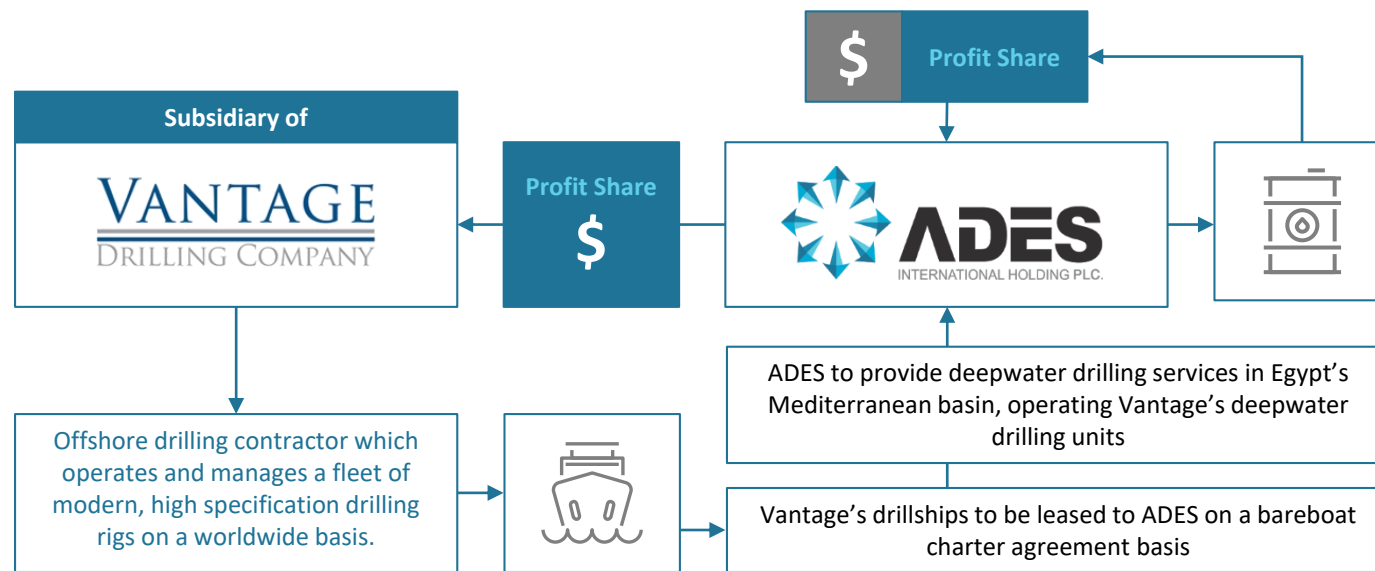 $
Profit Share
Subsidiary of
VANTAGE
DRILLING COMPANY
Profit Share
$
ADES
INTERNATIONAL HOLDING PLC.
ADES to provide deepwater drilling services in Egypt’s
Mediterranean basin, operating Vantage’s deepwater
drilling units
Offshore drilling contractor which
operates and manages a fleet of
modern, high specification drilling
rigs on a worldwide basis.
Vantage’s drillships to be leased to ADES on a bareboat
charter agreement basis